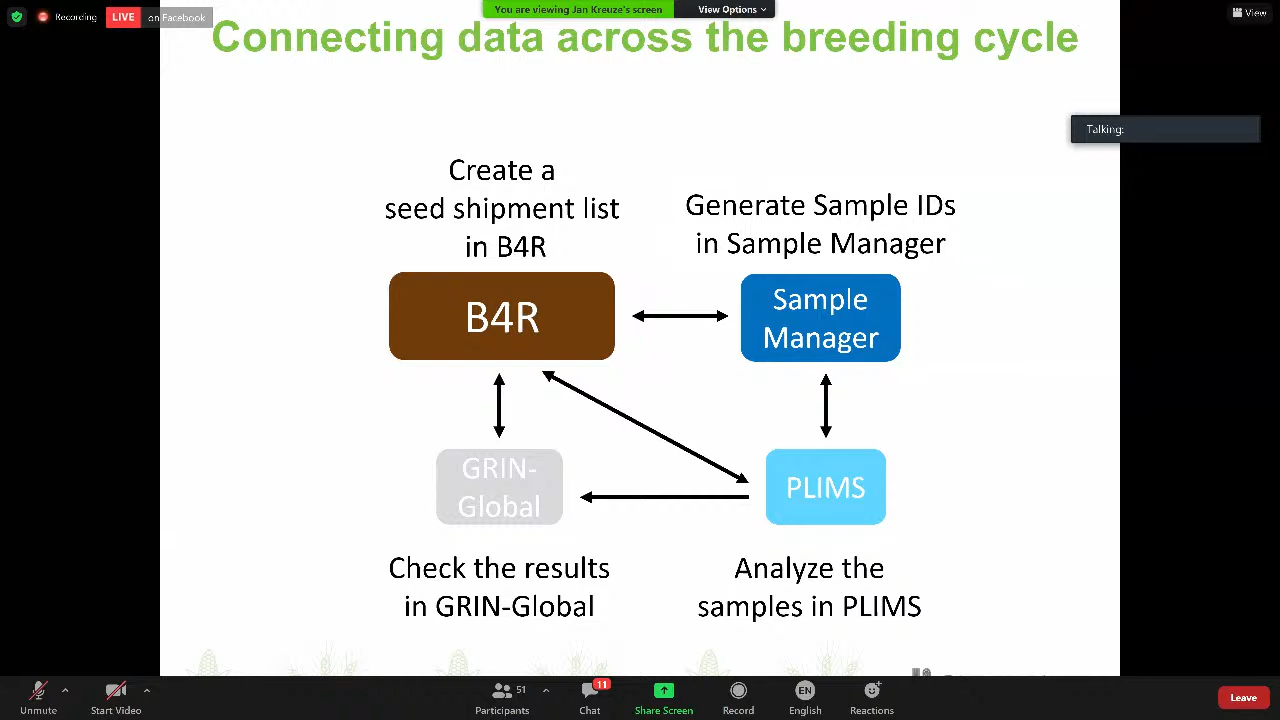 Recording
LIVE
on Facebook
You are viewing Jan Kreuze's screen
View Options
View
Connecting data across the breeding cycle
Talking:
Create a
seed shipment list
in B4R
Generate Sample IDs
in Sample Manager
B4R
Sample
Manager
GRIN-
Global
PLIMS
Check the results
in GRIN-Global
Analyze the
samples in PLIMS
Unmute
Start Video
51
Participants
11
Chat
Share Screen
Record
EN
English
Reactions
Leave